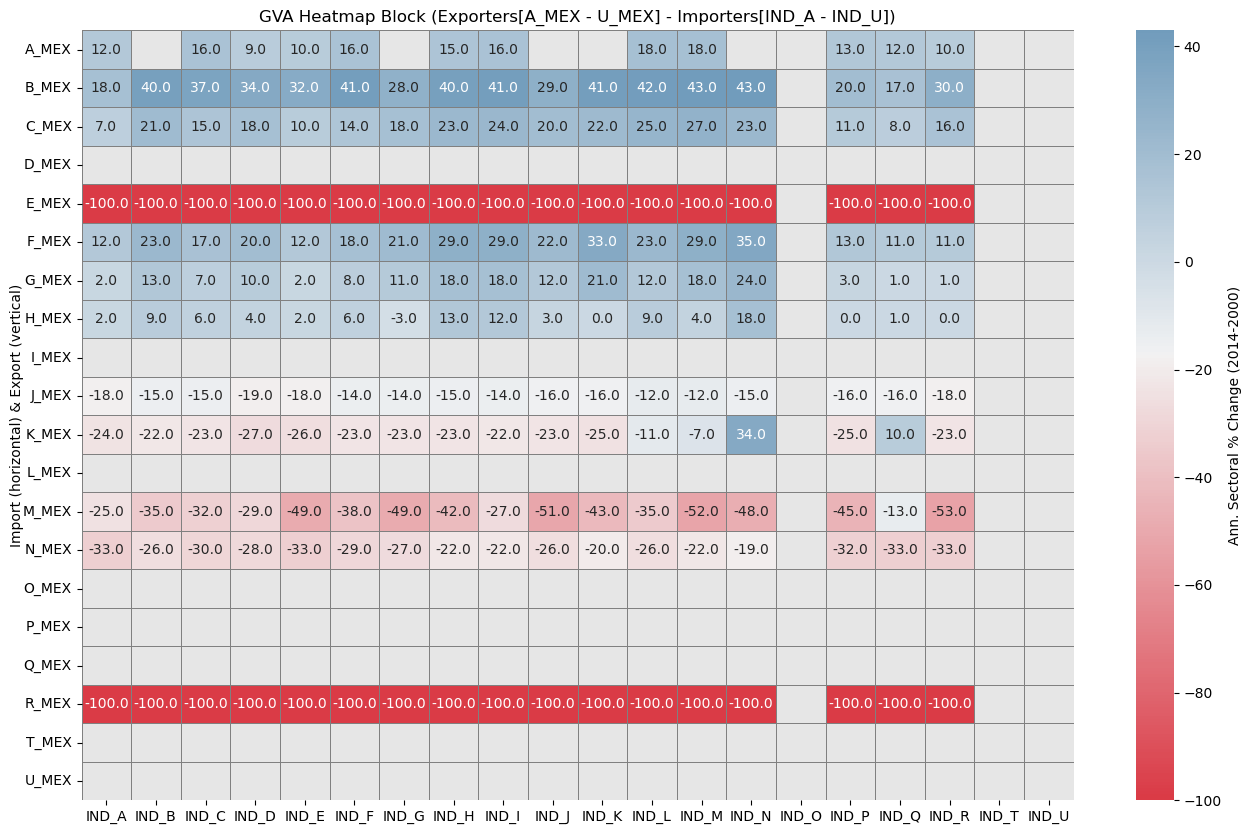 GVA Heatmap Block (Exporters[A_MEX - U_MEX] - Importers[IND_A - IND_U])
A_MEX 12.0 16.0 9.0 10.0 16.0 15.0 16.0 18.0 18.0 13.0 12.0 10.0
B_MEX 18.0 40.0 37.0 34.0 32.0 41.0 28.0 40.0 41.0 29.0 41.0 42.0 43.0 43.0 20.0 17.0 30.0
C_MEX 7.0 21.0 15.0 18.0 10.0 14.0 18.0 23.0 24.0 20.0 22.0 25.0 27.0 23.0 11.0 8.0 16.0
D_MEX
E_MEX -100.0 -100.0 -100.0 -100.0 -100.0 -100.0 -100.0 -100.0 -100.0 -100.0 -100.0 -100.0 -100.0 -100.0 -100.0 -100.0 -100.0
F_MEX 12.0 23.0 17.0 20.0 12.0 18.0 21.0 29.0 29.0 22.0 33.0 23.0 29.0 35.0 13.0 11.0 11.0
G_MEX 2.0 13.0 7.0 10.0 2.0 8.0 11.0 18.0 18.0 12.0 21.0 12.0 18.0 24.0 3.0 1.0 1.0
H_MEX 2.0 9.0 6.0 4.0 2.0 6.0 -3.0 13.0 12.0 3.0 0.0 9.0 4.0 18.0 0.0 1.0 0.0
I_MEX
J_MEX -18.0 -15.0 -15.0 -19.0 -18.0 -14.0 -14.0 -15.0 -14.0 -16.0 -16.0 -12.0 -12.0 -15.0 -16.0 -16.0 -18.0
K_MEX -24.0 -22.0 -23.0 -27.0 -26.0 -23.0 -23.0 -23.0 -22.0 -23.0 -25.0 -11.0 -7.0 34.0 -25.0 10.0 -23.0
L_MEX
M_MEX -25.0 -35.0 -32.0 -29.0 -49.0 -38.0 -49.0 -42.0 -27.0 -51.0 -43.0 -35.0 -52.0 -48.0 -45.0 -13.0 -53.0
N_MEX -33.0 -26.0 -30.0 -28.0 -33.0 -29.0 -27.0 -22.0 -22.0 -26.0 -20.0 -26.0 -22.0 -19.0 -32.0 -33.0 -33.0
O_MEX
P_MEX
Q_MEX
R_MEX -100.0 -100.0 -100.0 -100.0 -100.0 -100.0 -100.0 -100.0 -100.0 -100.0 -100.0 -100.0 -100.0 -100.0 -100.0 -100.0 -100.0
T_MEX
U_MEX
IND_A IND_B IND_C IND_D IND_E IND_F IND_G IND_H IND_I IND_J IND_K IND_L IND_M IND_N IND_O IND_P IND_Q IND_R IND_T IND_U
Import (horizontal) & Export (vertical)
40
20
0
−20
−40
−60
−80
−100
Ann. Sectoral % Change (2014-2000)